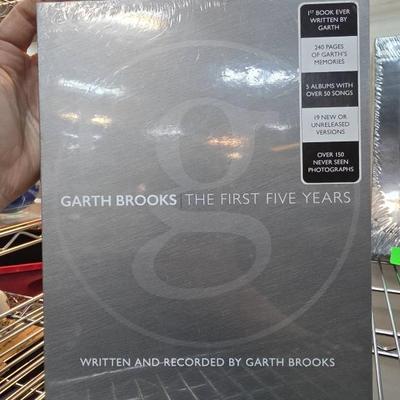 1ST BOOK EVER
WRITTEN BY
GARTH
240 PAGES
OF GARTH'S
MEMORIES
5 ALBUMS WITH
OVER 50 SONGS
19 NEW OR
UNRELEASED
VERSIONS
OVER 150
NEVER SEEN
PHOTOGRAPHS
g
GARTH BROOKS | THE FIRST FIVE YEARS
WRITTEN AND RECORDED BY GARTH BROOKS